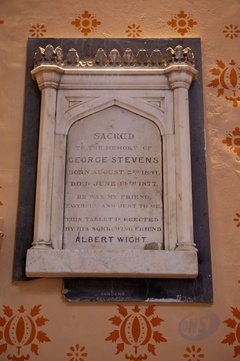 SACRED
TO THE MEMORY OF
GEORGE STEVENS
BORN AUGUST 2ND 1841.
DIED JUNE 14TH 1877.
HE WAS MY FRIEND,
FAITHFUL AND JUST TO ME.
THIS TABLET IS ERECTED
BY HIS SORROWING FRIEND
ALBERT WIGHT.